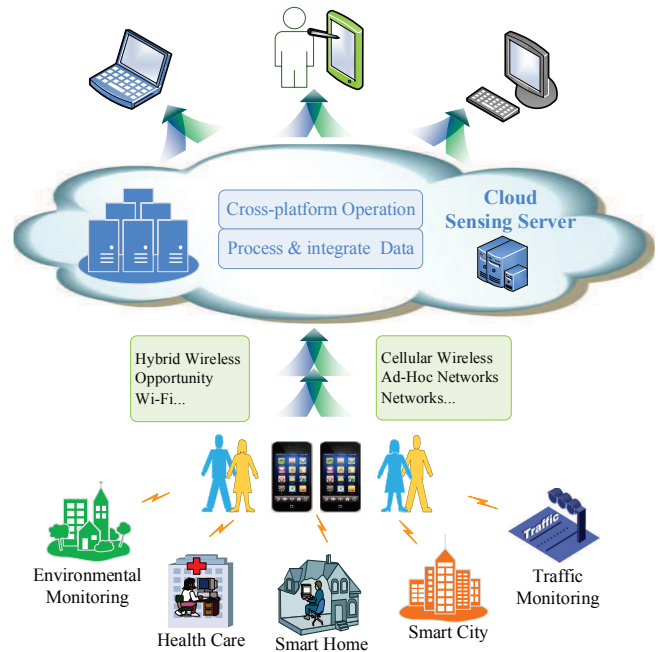 Cross-platform Operation
Process & integrate Data
Cloud
Sensing Server
Hybrid Wireless
Opportunity
Wi-Fi...
Cellular Wireless
Ad-Hoc Networks
Networks...
Traffic
Environmental
Monitoring
Health Care
Smart Home
Smart City
Traffic
Monitoring